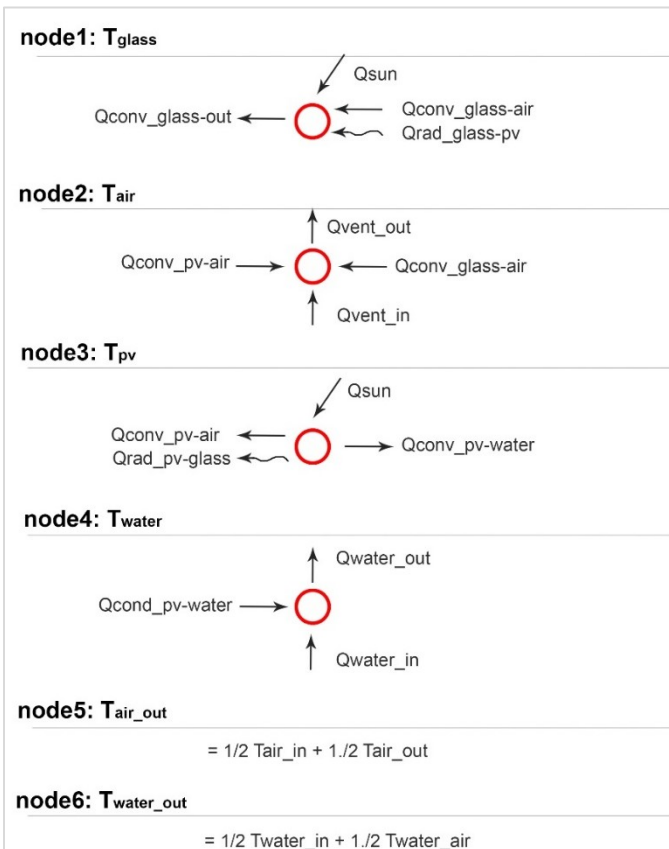 node1: Tglass
Qsun
Qconv_glass-out
Qconv_glass-air
Qrad_glass-pv
node2: Tair
Qvent_out
Qconv_pv-air
Qconv_glass-air
Qvent_in
node3: Tpv
Qsun
Qconv_pv-air
Qrad_pv-glass
Qconv_pv-water
node4: Twater
Qwater_out
Qcond_pv-water
Qwater_in
node5: Tair_out
= 1/2 Tair_in + 1./2 Tair_out
node6: Twater_out
= 1/2 Twater_in + 1./2 Twater_air